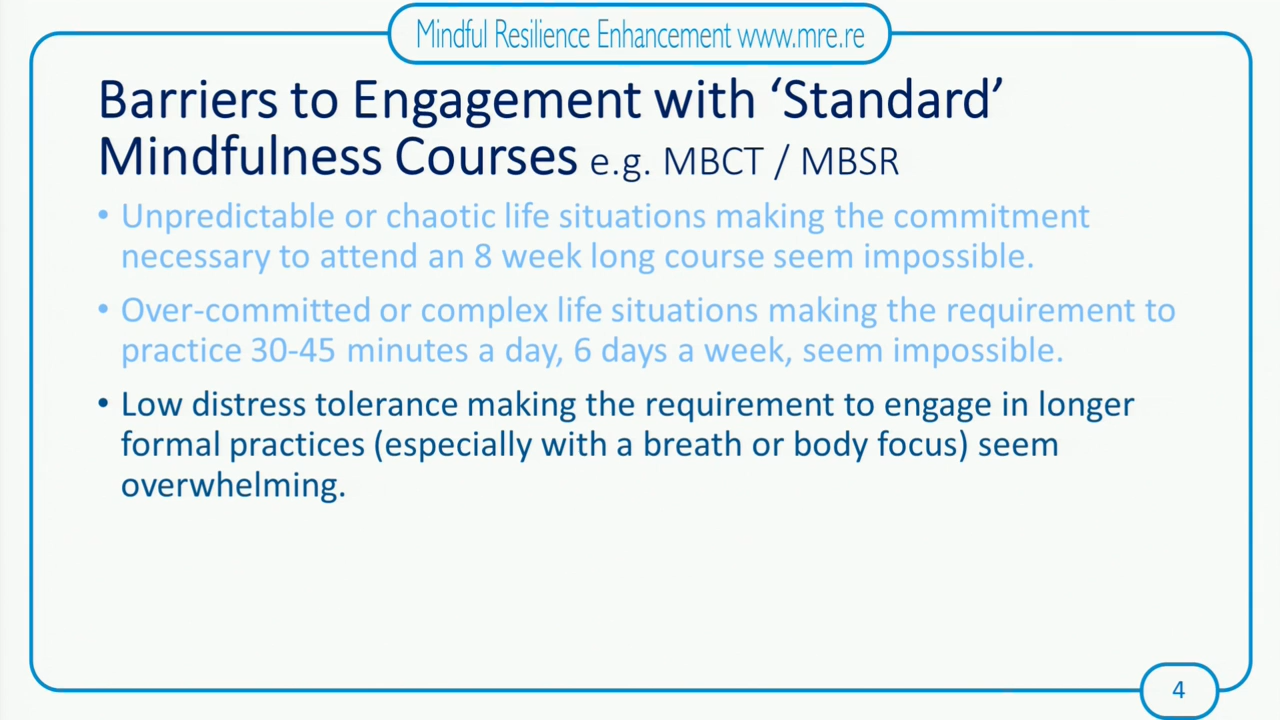 Mindful Resilience Enhancement www.mre.re
Barriers to Engagement with ‘Standard’
Mindfulness Courses e.g. MBCT / MBSR
• Unpredictable or chaotic life situations making the commitment
necessary to attend an 8 week long course seem impossible.
• Over-committed or complex life situations making the requirement to
practice 30-45 minutes a day, 6 days a week, seem impossible.
• Low distress tolerance making the requirement to engage in longer
formal practices (especially with a breath or body focus) seem
overwhelming.
4